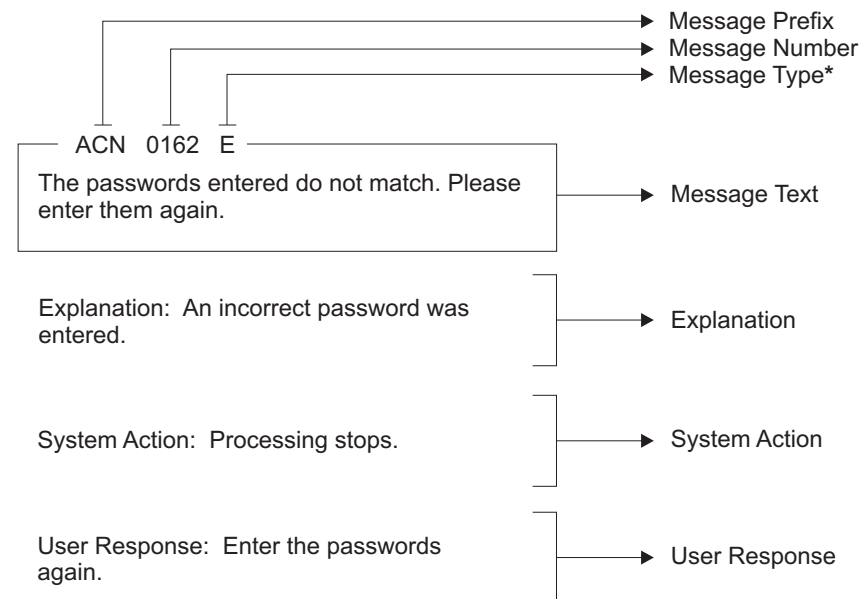 Message Prefix
Message Number
Message Type*
ACN 0162 E
The passwords entered do not match. Please
enter them again.
Message Text
Explanation: An incorrect password was
entered.
Explanation
System Action: Processing stops.
System Action
User Response: Enter the passwords
again.
User Response